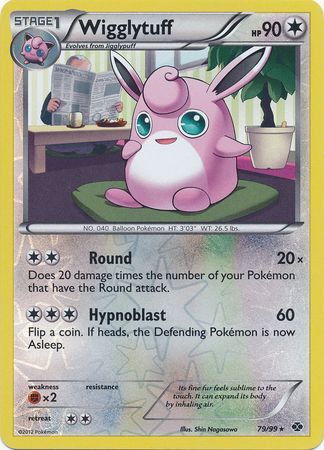 STAGE1
Wigglytuff
HP 90
Evolves from Jigglypuff
NO. 040 Balloon Pokémon HT: 3'03" WT: 26.5 lbs.
Round 20×
Does 20 damage times the number of your Pokémon
that have the Round attack.
Hypnoblast 60
Flip a coin. If heads, the Defending Pokémon is now
Asleep.
weakness
resistance
×2
retreat
Its fine fur feels sublime to the
touch. It can expand its body
by inhaling air.
©2012 Pokémon
Illus. Shin Nagasawa
79/99 ★